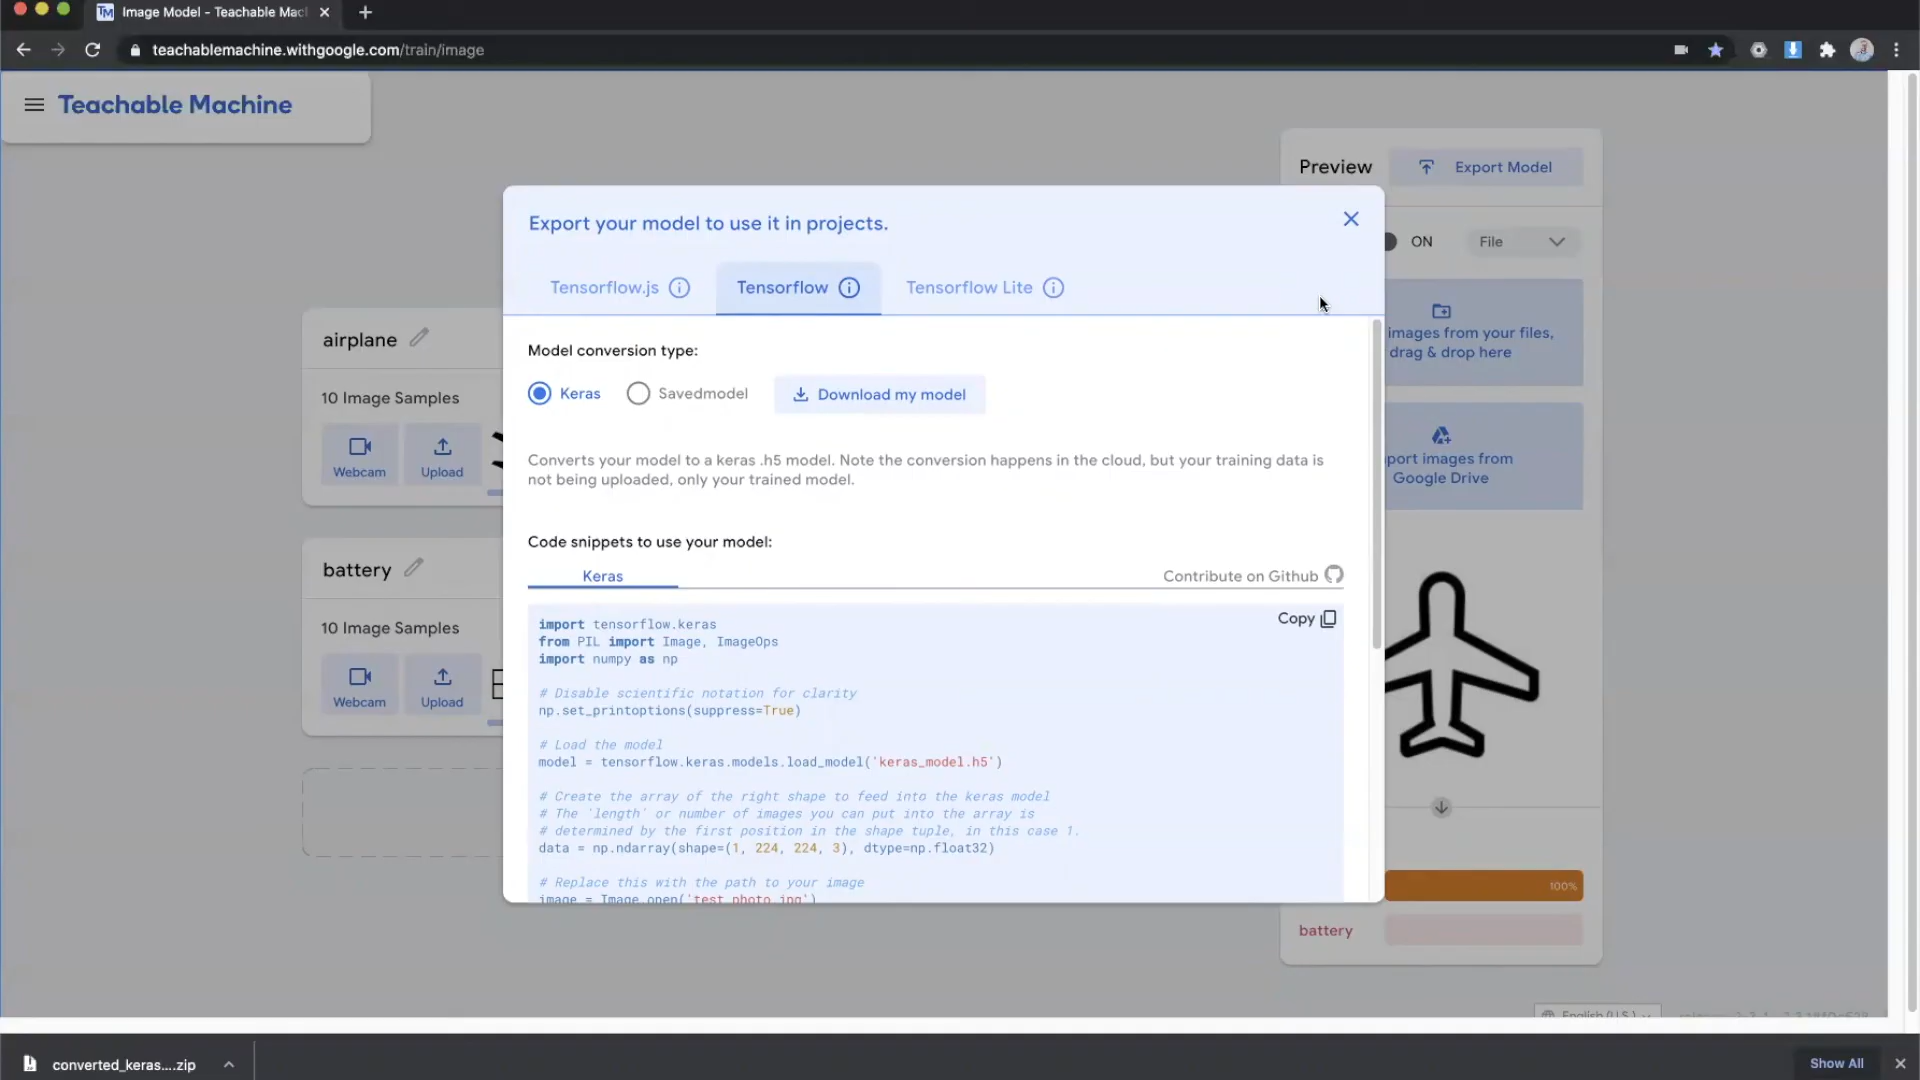 Image Model - Teachable Mac
teachablemachine.withgoogle.com/train/image
Teachable Machine
Preview
Export Model
ON
File
images from your files,
drag & drop here
port images from
Google Drive
100%
battery
airplane
10 Image Samples
Webcam
Upload
battery
10 Image Samples
Webcam
Upload
Export your model to use it in projects.
Tensorflow.js
Tensorflow
Tensorflow Lite
Model conversion type:
Keras
Savedmodel
Download my model
Converts your model to a keras .h5 model. Note the conversion happens in the cloud, but your training data is
not being uploaded, only your trained model.
Code snippets to use your model:
Keras
Contribute on Github
Copy
import tensorflow.keras
from PIL import Image, ImageOps
import numpy as np
# Disable scientific notation for clarity
np.set_printoptions(suppress=True)
# Load the model
model = tensorflow.keras.models.load_model('keras_model.h5')
# Create the array of the right shape to feed into the keras model
# The 'length' or number of images you can put into the array is
# determined by the first position in the shape tuple, in this case 1.
data = np.ndarray(shape=(1, 224, 224, 3), dtype=np.float32)
# Replace this with the path to your image
image = Image.open('test_photo.jpg')
English (U.S.)
converted_keras....zip
Show All